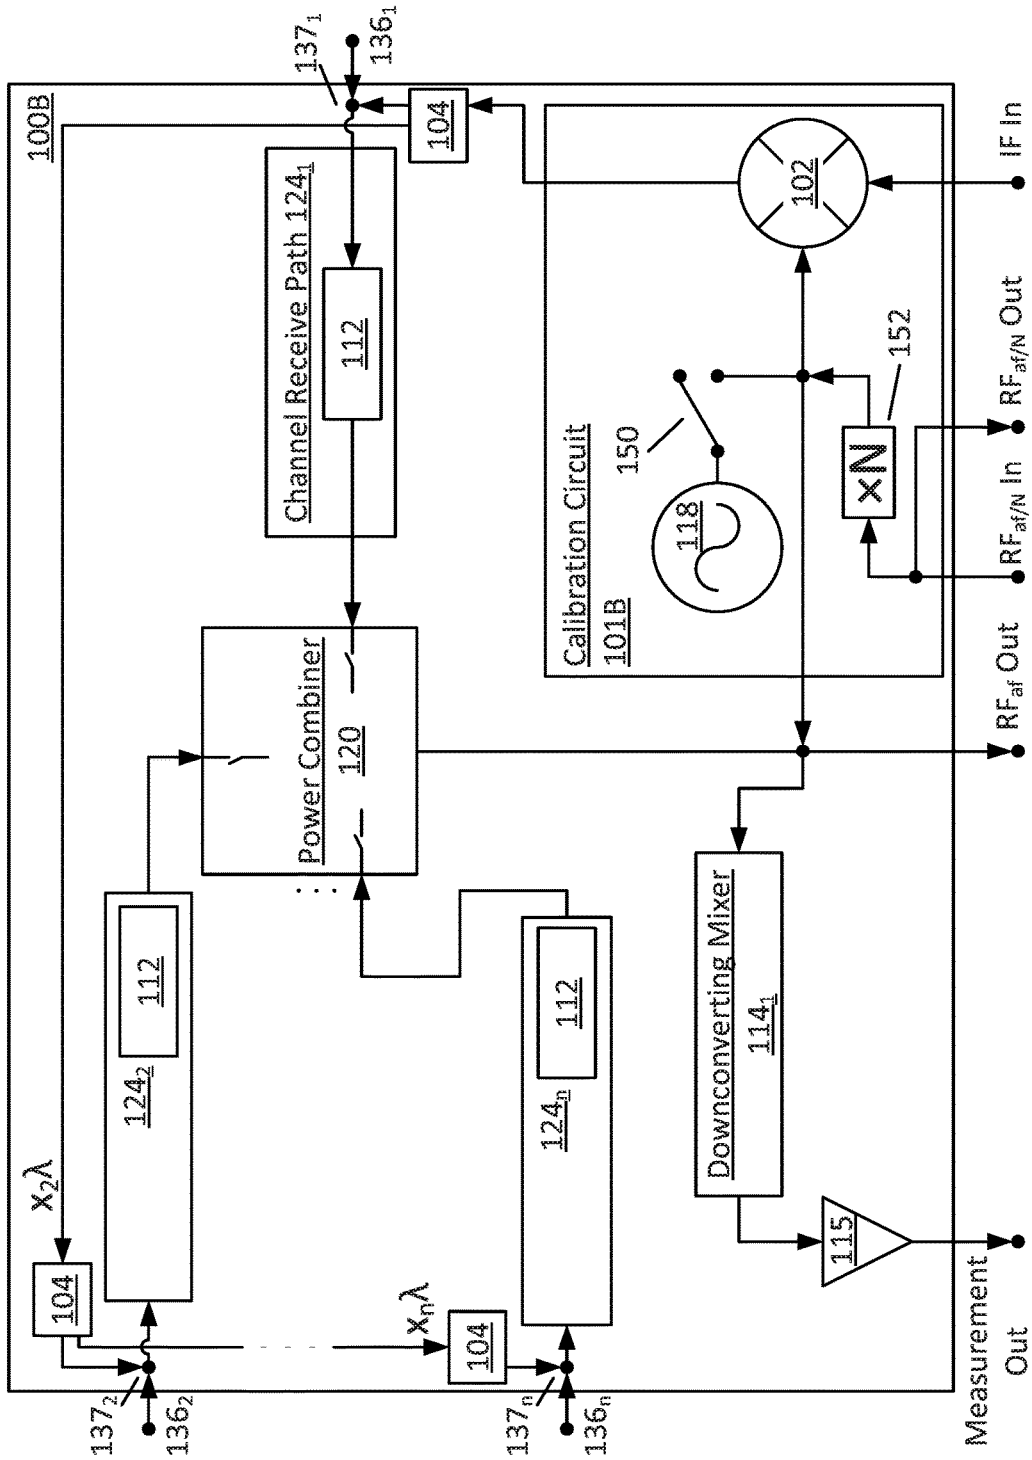 100B
137₁
136₁
104
Channel Receive Path 124₁
112
x₂λ
104
137₂
136₂
124₂
112
Power Combiner
120
. . .
xₙλ
104
137ₙ
136ₙ
124ₙ
112
Calibration Circuit
101B
118
150
102
×N
152
Downconverting Mixer
114₁
115
Measurement
Out
RF_af Out
RF_af/N In
RF_af/N Out
IF In